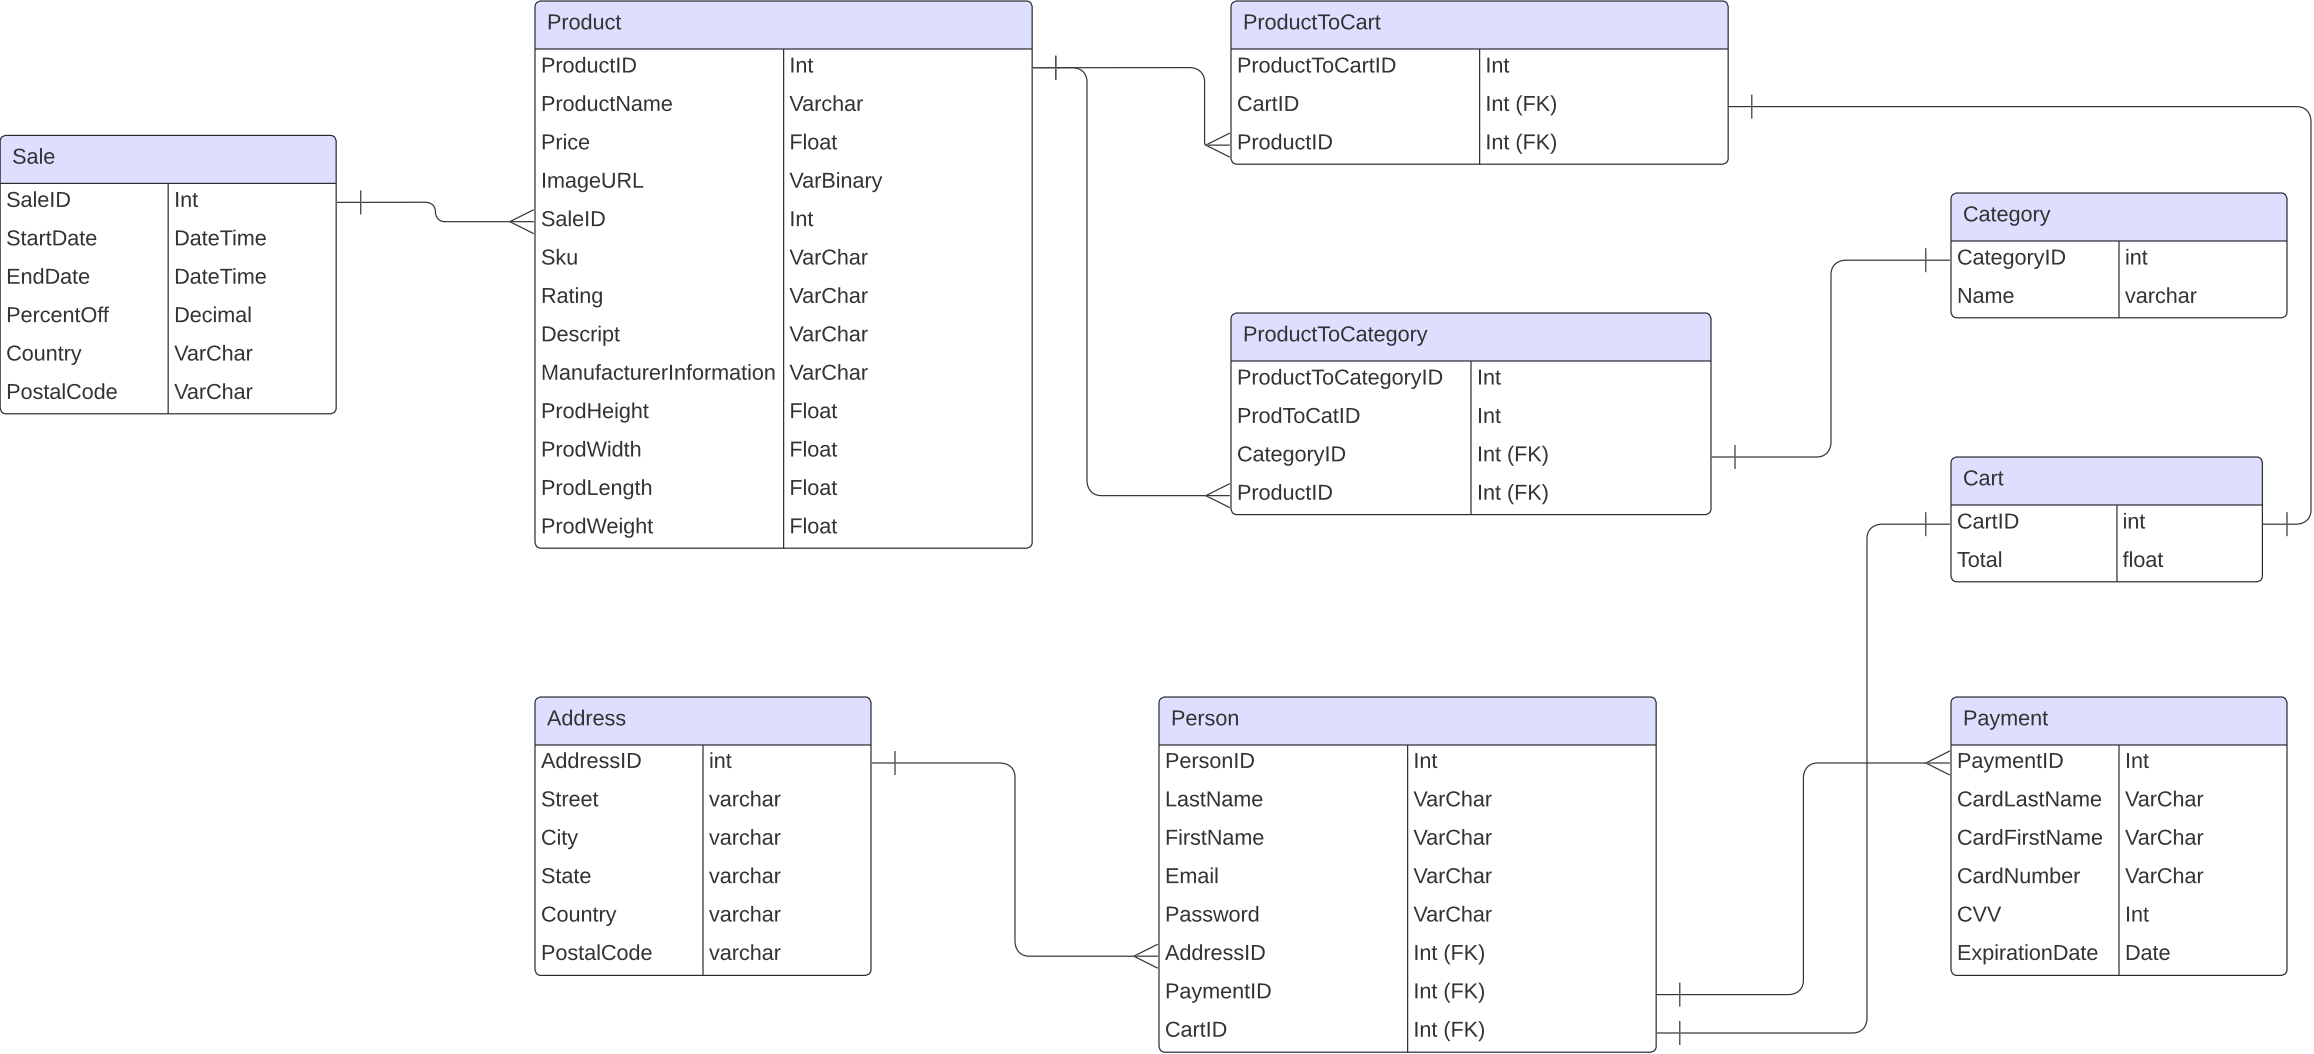 Product
ProductID Int
ProductName Varchar
Price Float
ImageURL VarBinary
SaleID Int
Sku VarChar
Rating VarChar
Descript VarChar
ManufacturerInformation VarChar
ProdHeight Float
ProdWidth Float
ProdLength Float
ProdWeight Float
ProductToCart
ProductToCartID Int
CartID Int (FK)
ProductID Int (FK)
Sale
SaleID Int
StartDate DateTime
EndDate DateTime
PercentOff Decimal
Country VarChar
PostalCode VarChar
Category
CategoryID int
Name varchar
ProductToCategory
ProductToCategoryID Int
ProdToCatID Int
CategoryID Int (FK)
ProductID Int (FK)
Cart
CartID int
Total float
Address
AddressID int
Street varchar
City varchar
State varchar
Country varchar
PostalCode varchar
Person
PersonID Int
LastName VarChar
FirstName VarChar
Email VarChar
Password VarChar
AddressID Int (FK)
PaymentID Int (FK)
CartID Int (FK)
Payment
PaymentID Int
CardLastName VarChar
CardFirstName VarChar
CardNumber VarChar
CVV Int
ExpirationDate Date